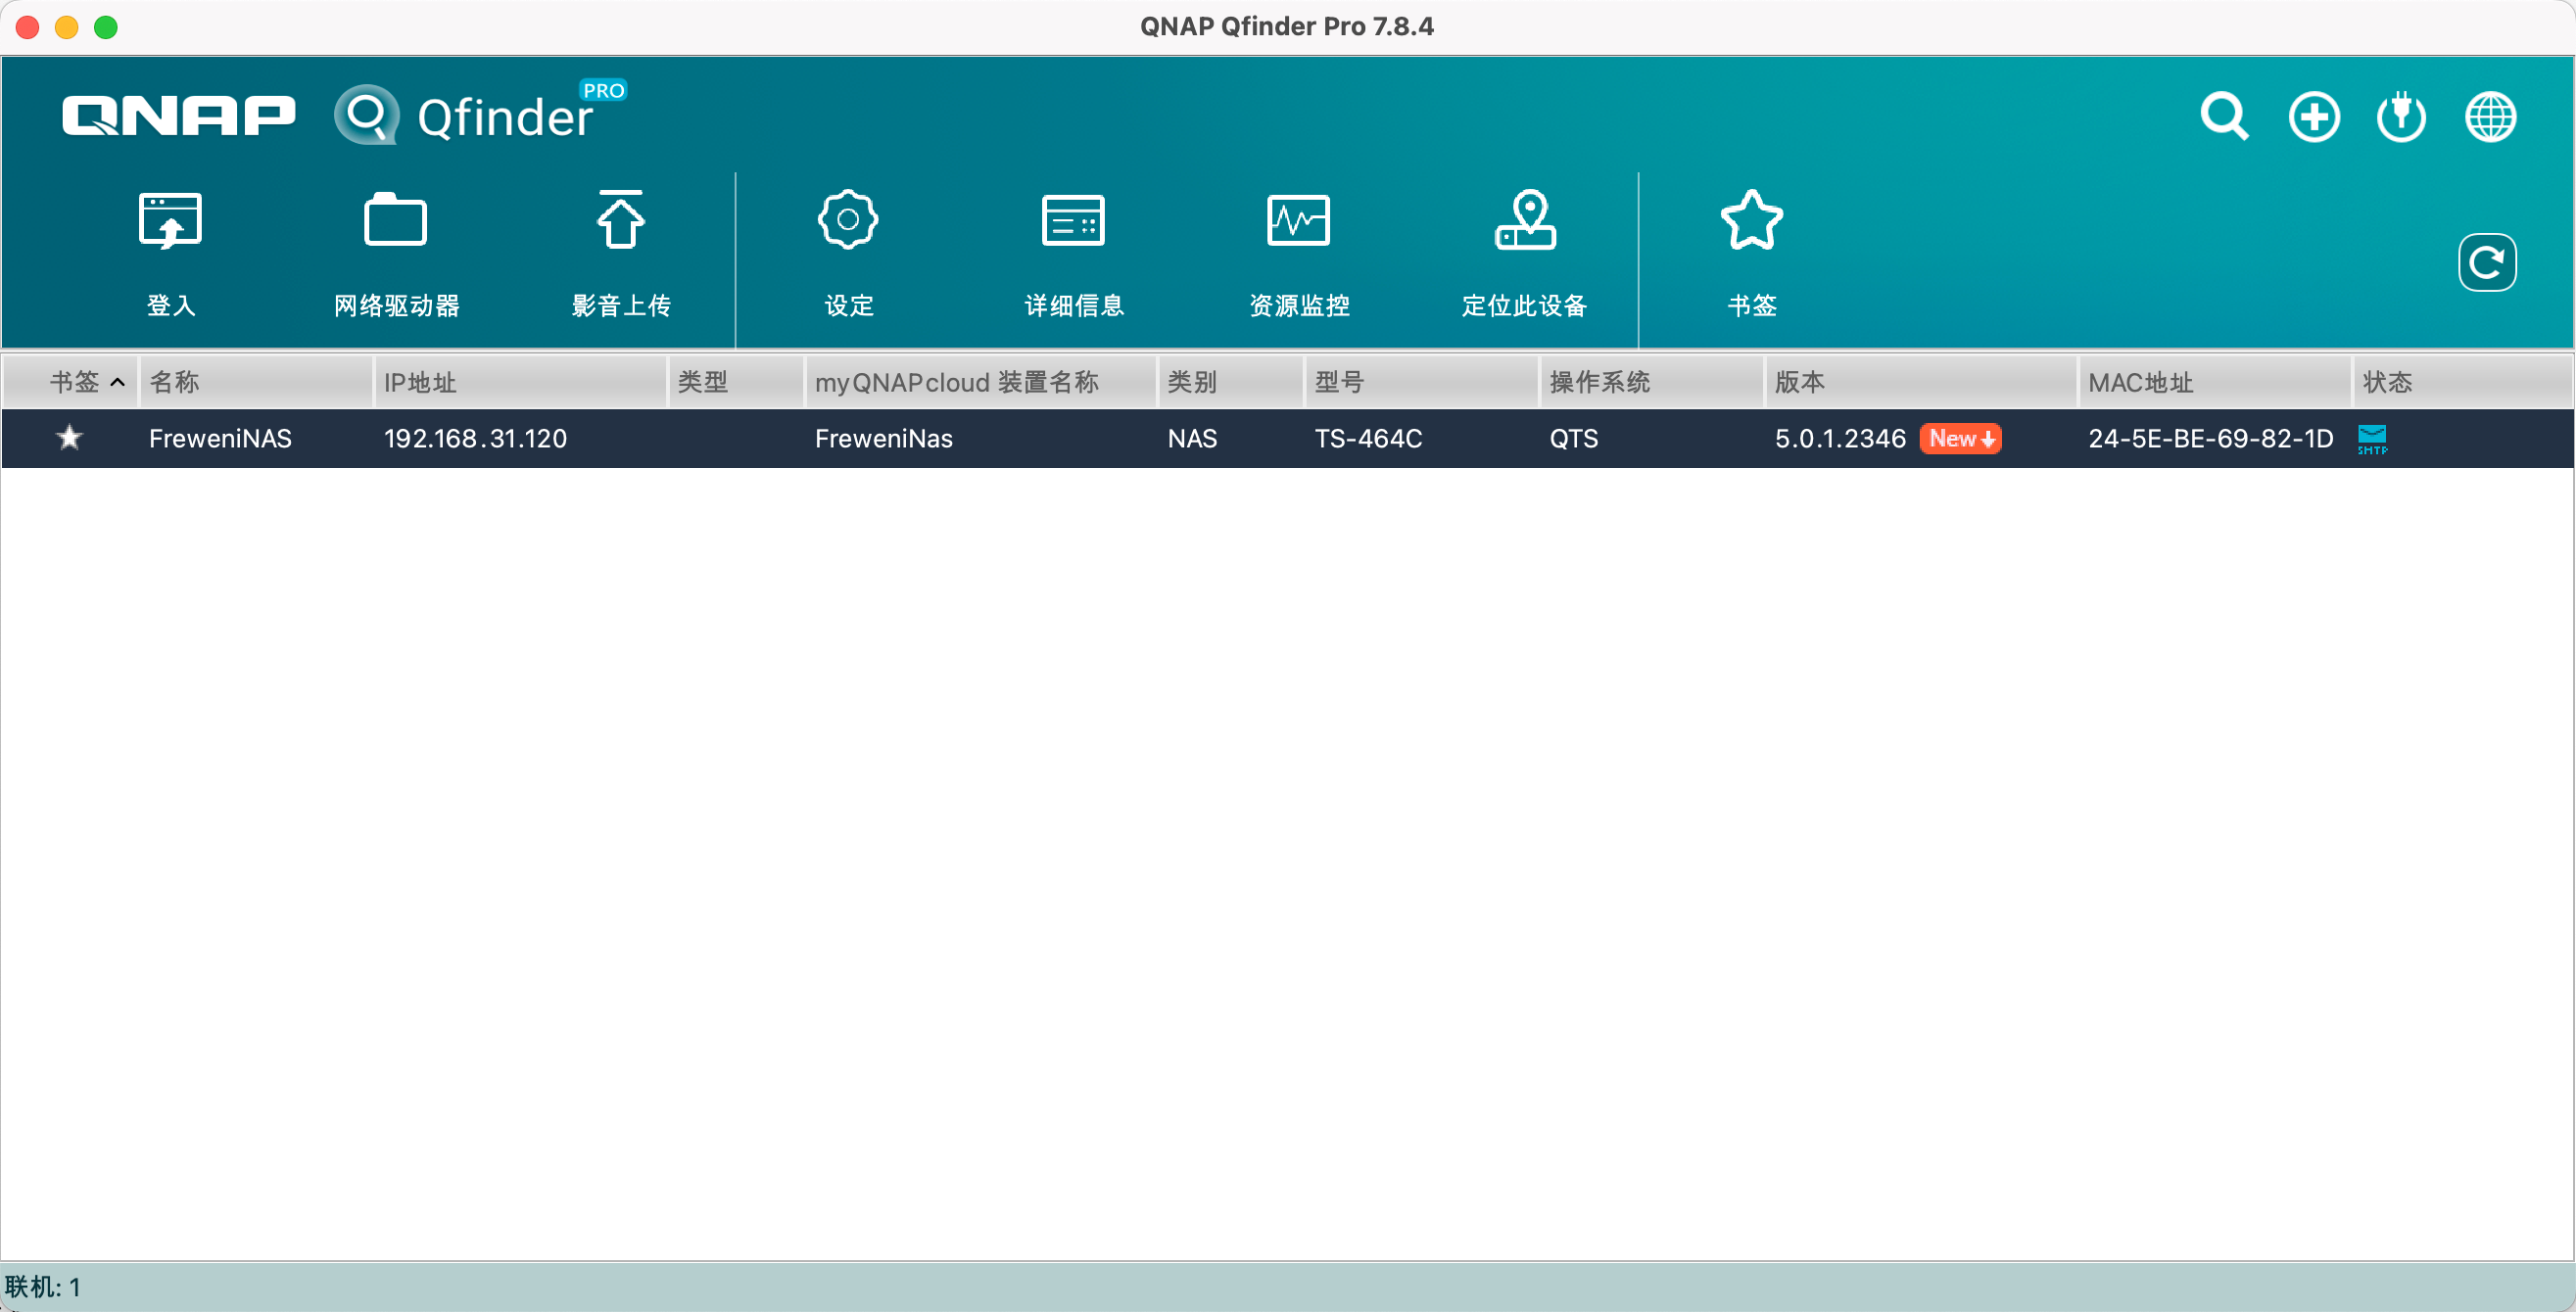 QNAP Qfinder Pro 7.8.4
QNAP Qfinder PRO
登入 网络驱动器 影音上传 设定 详细信息 资源监控 定位此设备 书签
书签 名称 IP地址 类型 myQNAPcloud 装置名称 类别 型号 操作系统 版本 MAC地址 状态
FreweniNAS 192.168.31.120 FreweniNas NAS TS-464C QTS 5.0.1.2346 New 24-5E-BE-69-82-1D SMTP
联机: 1